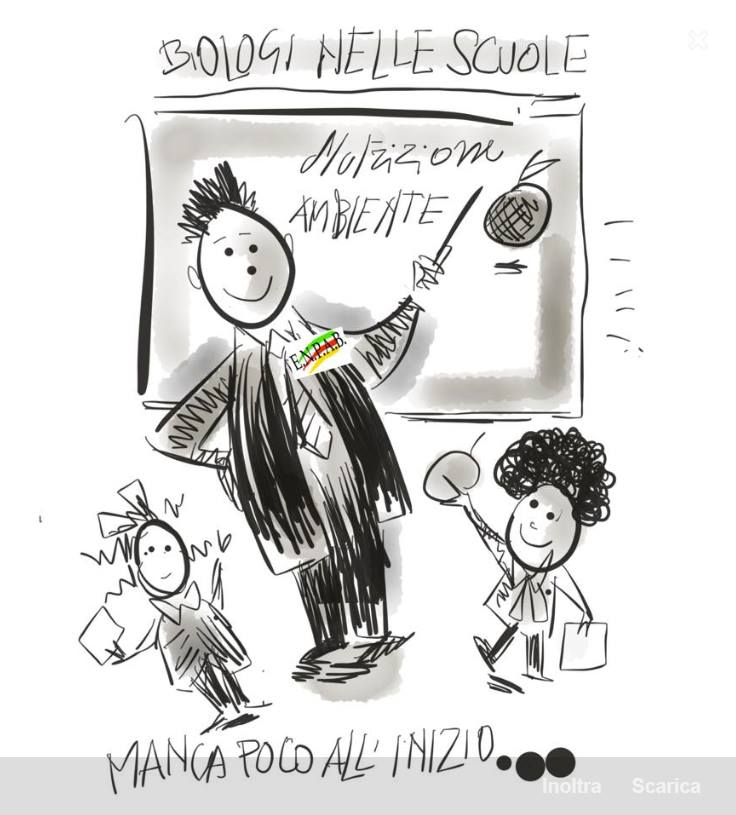 BIOLOGI NELLE SCUOLE
Nutrizione
AMBIENTE
E.N.P.A.B.
MANCA POCO ALL' INIZIO...
Inoltra Scarica